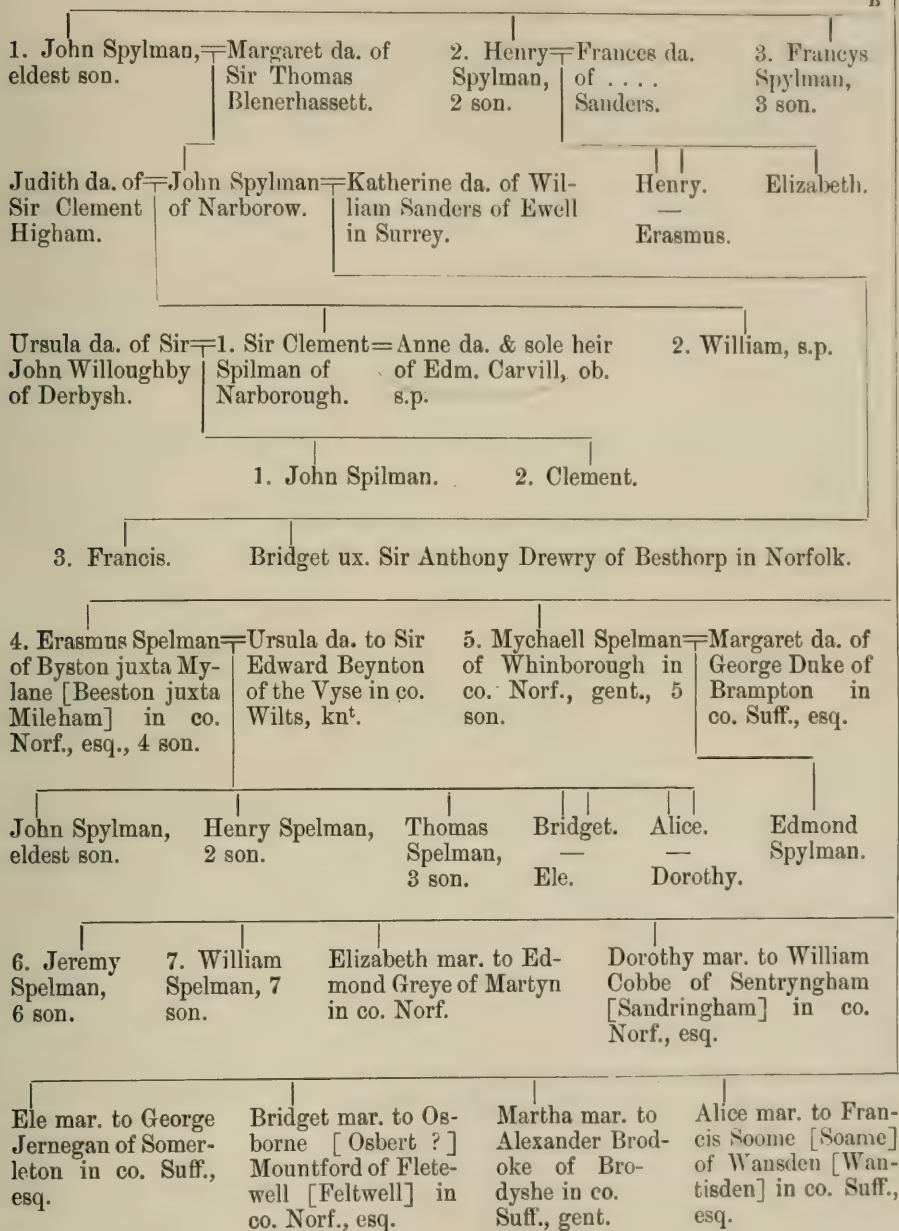 B
1. John Spylman,=Margaret da. of 2. Henry=Frances da. 3. Francys
eldest son. Sir Thomas Spylman, of . . . . Spylman,
Blenerhassett. 2 son. Sanders. 3 son.
Judith da. of=John Spylman=Katherine da. of Wil- Henry. Elizabeth.
Sir Clement of Narborow. liam Sanders of Ewell —
Higham. in Surrey. Erasmus.
Ursula da. of Sir=1. Sir Clement=Anne da. & sole heir 2. William, s.p.
John Willoughby Spilman of of Edm. Carvill, ob.
of Derbysh. Narborough. s.p.
1. John Spilman. 2. Clement.
3. Francis. Bridget ux. Sir Anthony Drewry of Besthorp in Norfolk.
4. Erasmus Spelman=Ursula da. to Sir 5. Mychaell Spelman=Margaret da. of
of Byston juxta My- Edward Beynton of Whinborough in George Duke of
lane [Beeston juxta of the Vyse in co. co. Norf., gent., 5 Brampton in
Mileham] in co. Wilts, knt. son. co. Suff., esq.
Norf., esq., 4 son.
John Spylman, Henry Spelman, Thomas Bridget. Alice. Edmond
eldest son. 2 son. Spelman, — — Spylman.
3 son. Ele. Dorothy.
6. Jeremy 7. William Elizabeth mar. to Ed- Dorothy mar. to William
Spelman, Spelman, 7 mond Greye of Martyn Cobbe of Sentryngham
6 son. son. in co. Norf. [Sandringham] in co.
Norf., esq.
Ele mar. to George Bridget mar. to Os- Martha mar. to Alice mar. to Fran-
Jernegan of Somer- borne [Osbert ?] Alexander Brod- cis Soome [Soame]
leton in co. Suff., Mountford of Flete- oke of Bro- of Wansden [Wan-
esq. well [Feltwell] in dyshe in co. tisden] in co. Suff.,
co. Norf., esq. Suff., gent. esq.